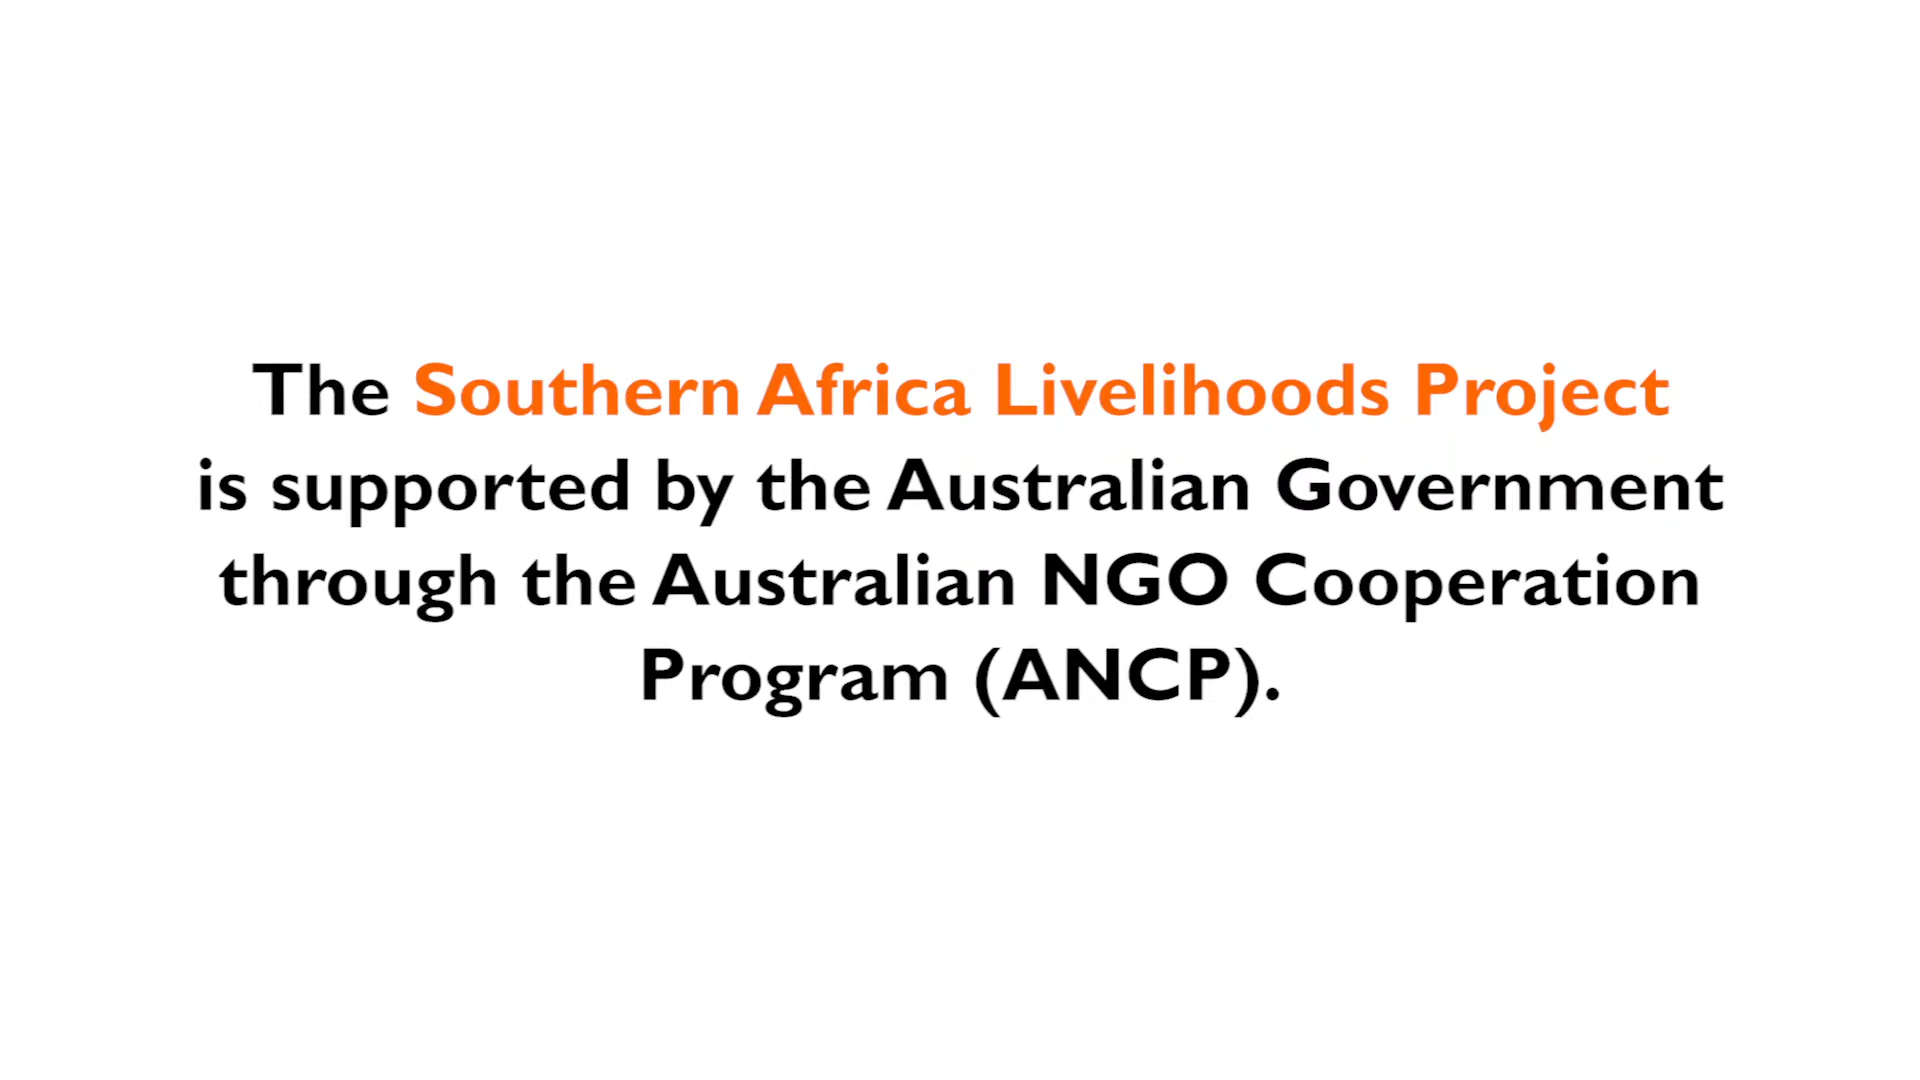 The Southern Africa Livelihoods Project
is supported by the Australian Government
through the Australian NGO Cooperation
Program (ANCP).